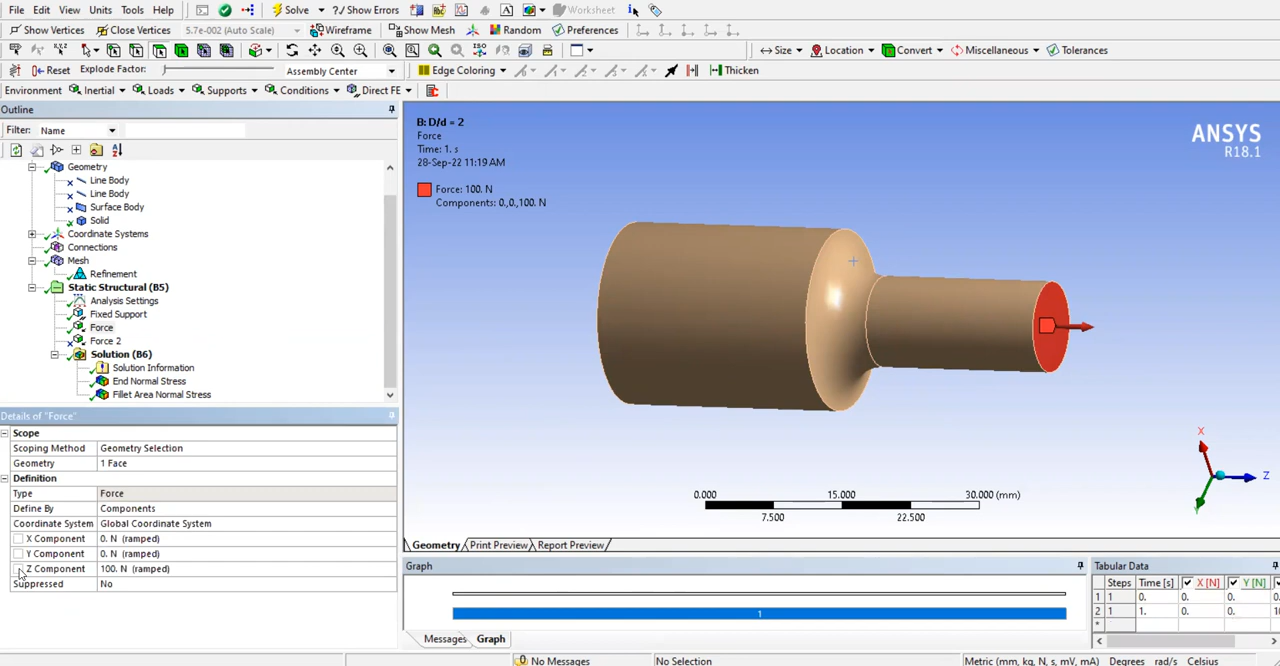 File Edit View Units Tools Help Solve ?/ Show Errors Worksheet
Show Vertices Close Vertices 5.7e-002 (Auto Scale) Wireframe Show Mesh Random Preferences
Size Location Convert Miscellaneous Tolerances
Reset Explode Factor: Assembly Center Edge Coloring Thicken
Environment Inertial Loads Supports Conditions Direct FE
Outline
Filter: Name
Geometry
Line Body
Line Body
Surface Body
Solid
Coordinate Systems
Connections
Mesh
Refinement
Static Structural (B5)
Analysis Settings
Fixed Support
Force
Force 2
Solution (B6)
Solution Information
End Normal Stress
Fillet Area Normal Stress
Details of "Force"
Scope
Scoping Method Geometry Selection
Geometry 1 Face
Definition
Type Force
Define By Components
Coordinate System Global Coordinate System
X Component 0. N (ramped)
Y Component 0. N (ramped)
Z Component 100. N (ramped)
Suppressed No
B: D/d = 2
Force
Time: 1. s
28-Sep-22 11:19 AM
Force: 100. N
Components: 0.,0.,100. N
ANSYS
R18.1
X
Z
Y
0.000 15.000 30.000 (mm)
7.500 22.500
Geometry Print Preview Report Preview
Graph
1
Messages Graph
Tabular Data
Steps Time [s] X [N] Y [N]
1 1 0. 0. 0. 0.
2 1 1. 0. 0. 10
*
No Messages No Selection Metric (mm, kg, N, s, mV, mA) Degrees rad/s Celsius